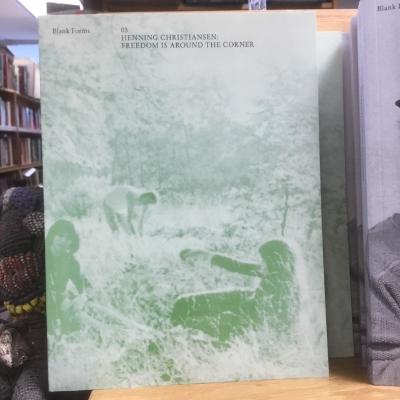 Blank Forms
03
HENNING CHRISTIANSEN:
FREEDOM IS AROUND THE CORNER
Blank F